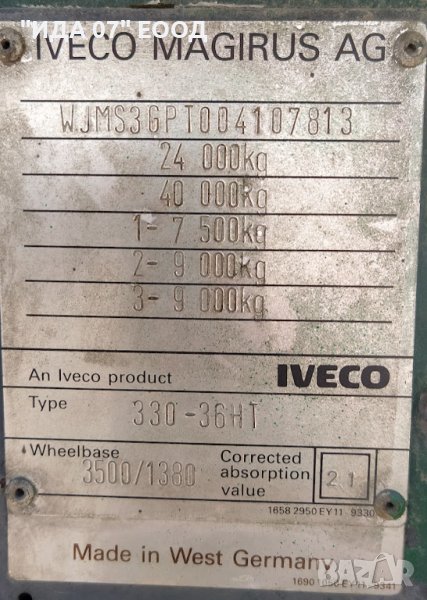 "ИДА 07" ЕООД
IVECO MAGIRUS AG
WJMS3GPT004107813
24 000kg
40 000kg
1- 7 500kg
2- 9 000kg
3- 9 000kg
An Iveco product IVECO
Type 330-36HT
Wheelbase 3500/1380
Corrected absorption value 2.1
1658 2950 EY11 - 9330
Made in West Germany
BAZAR